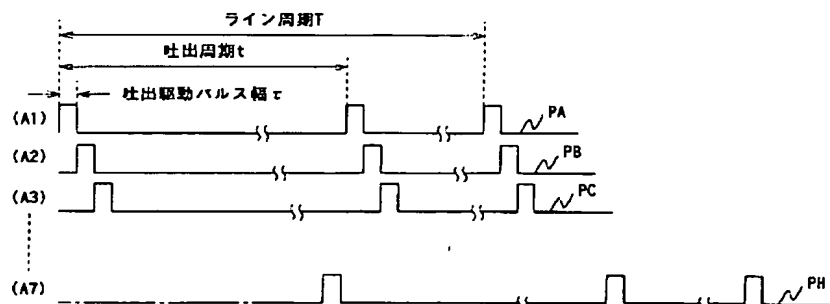 ライン周期T
吐出周期t
吐出駆動パルス幅τ
(A1) PA
(A2) PB
(A3) PC
(A7) PH